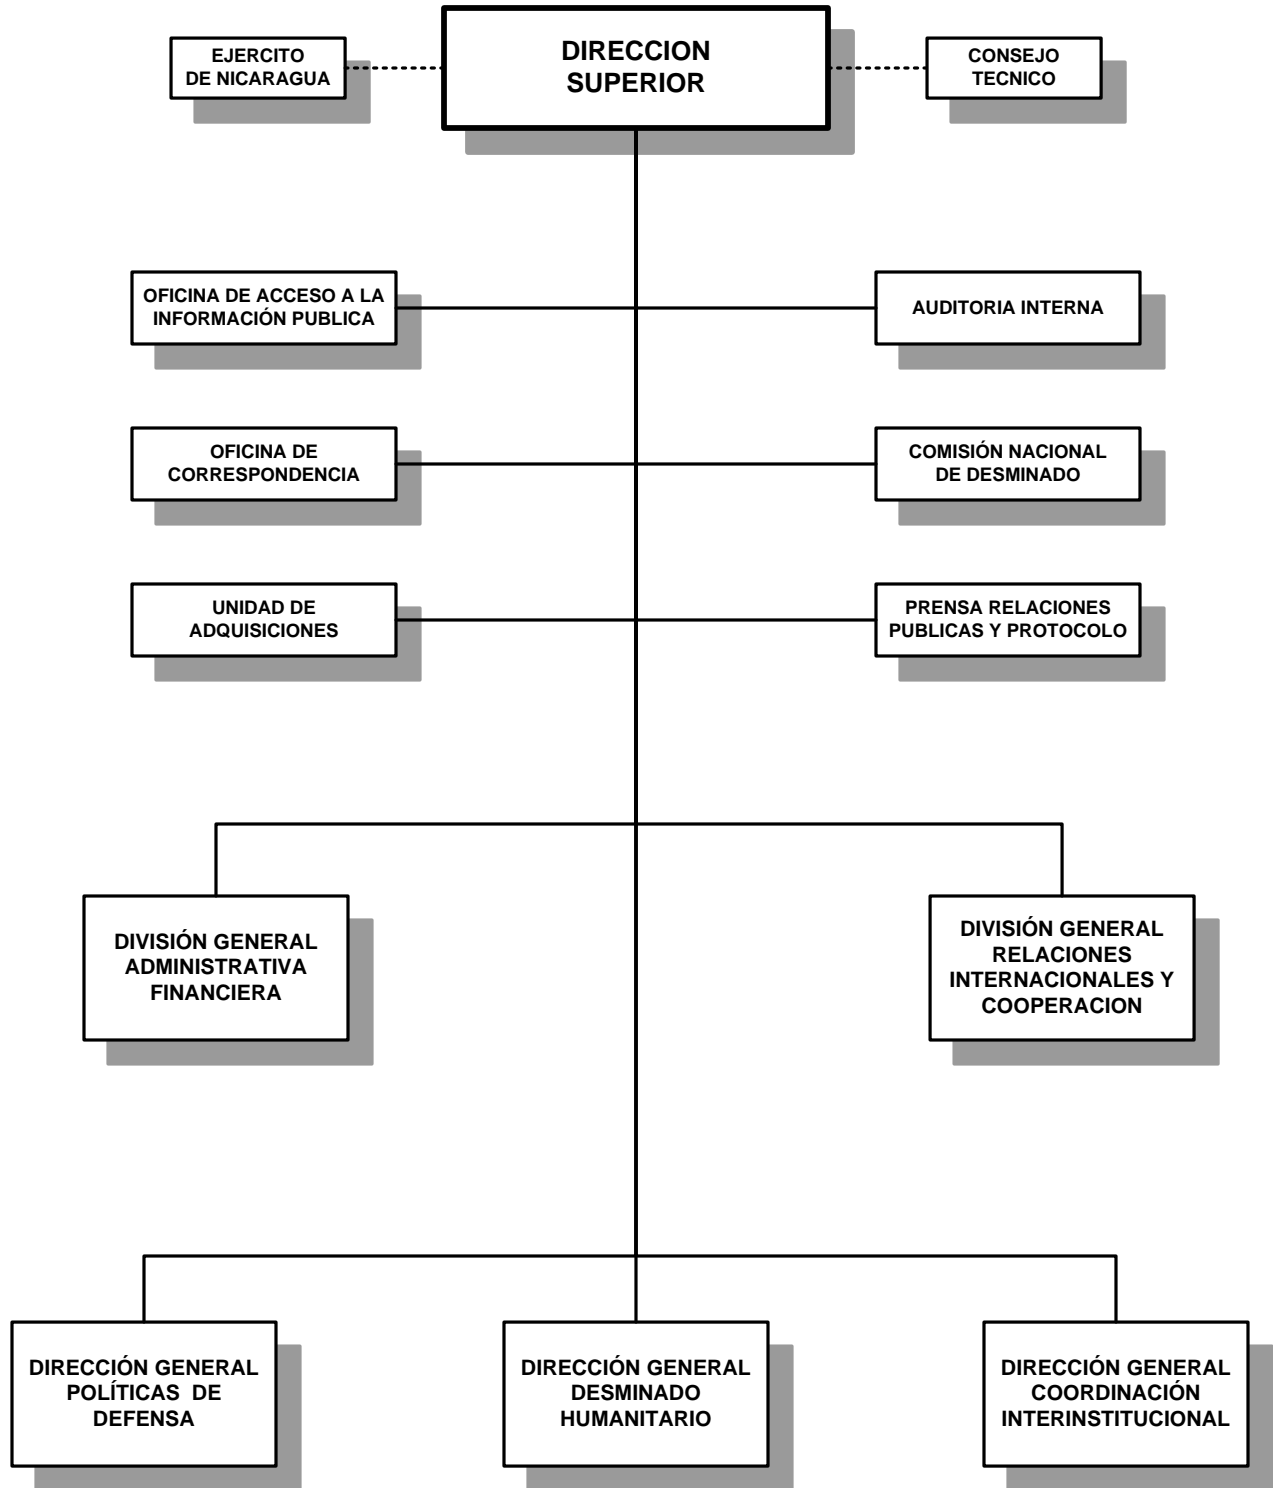 EJERCITO
DE NICARAGUA
DIRECCION
SUPERIOR
CONSEJO
TECNICO
OFICINA DE ACCESO A LA
INFORMACIÓN PUBLICA
AUDITORIA INTERNA
OFICINA DE
CORRESPONDENCIA
COMISIÓN NACIONAL
DE DESMINADO
UNIDAD DE
ADQUISICIONES
PRENSA RELACIONES
PUBLICAS Y PROTOCOLO
DIVISIÓN GENERAL
ADMINISTRATIVA
FINANCIERA
DIVISIÓN GENERAL
RELACIONES
INTERNACIONALES Y
COOPERACION
DIRECCIÓN GENERAL
POLÍTICAS  DE
DEFENSA
DIRECCIÓN GENERAL
DESMINADO
HUMANITARIO
DIRECCIÓN GENERAL
COORDINACIÓN
INTERINSTITUCIONAL